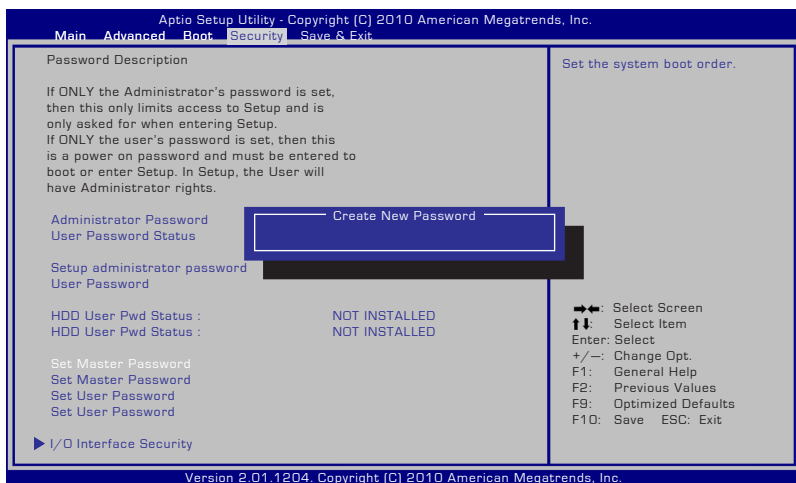 Aptio Setup Utility - Copyright (C) 2010 American Megatrends, Inc.
Main Advanced Boot Security Save & Exit
Password Description
If ONLY the Administrator's password is set,
then this only limits access to Setup and is
only asked for when entering Setup.
If ONLY the user's password is set, then this
is a power on password and must be entered to
boot or enter Setup. In Setup, the User will
have Administrator rights.
Administrator Password
User Password Status
Create New Password
Setup administrator password
User Password
HDD User Pwd Status : NOT INSTALLED
HDD User Pwd Status : NOT INSTALLED
Set Master Password
Set Master Password
Set User Password
Set User Password
I/O Interface Security
Set the system boot order.
→←: Select Screen
↑↓: Select Item
Enter: Select
+/—: Change Opt.
F1: General Help
F2: Previous Values
F9: Optimized Defaults
F10: Save ESC: Exit
Version 2.01.1204. Copyright (C) 2010 American Megatrends, Inc.